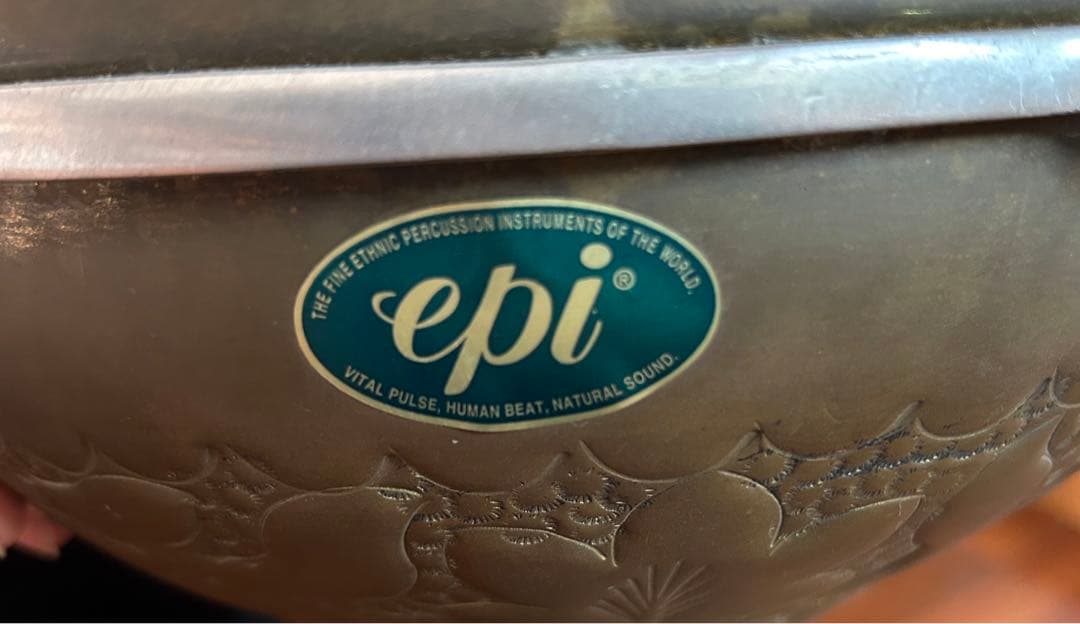 THE FINE ETHNIC PERCUSSION INSTRUMENTS OF THE WORLD.
epi®
VITAL PULSE, HUMAN BEAT, NATURAL SOUND.